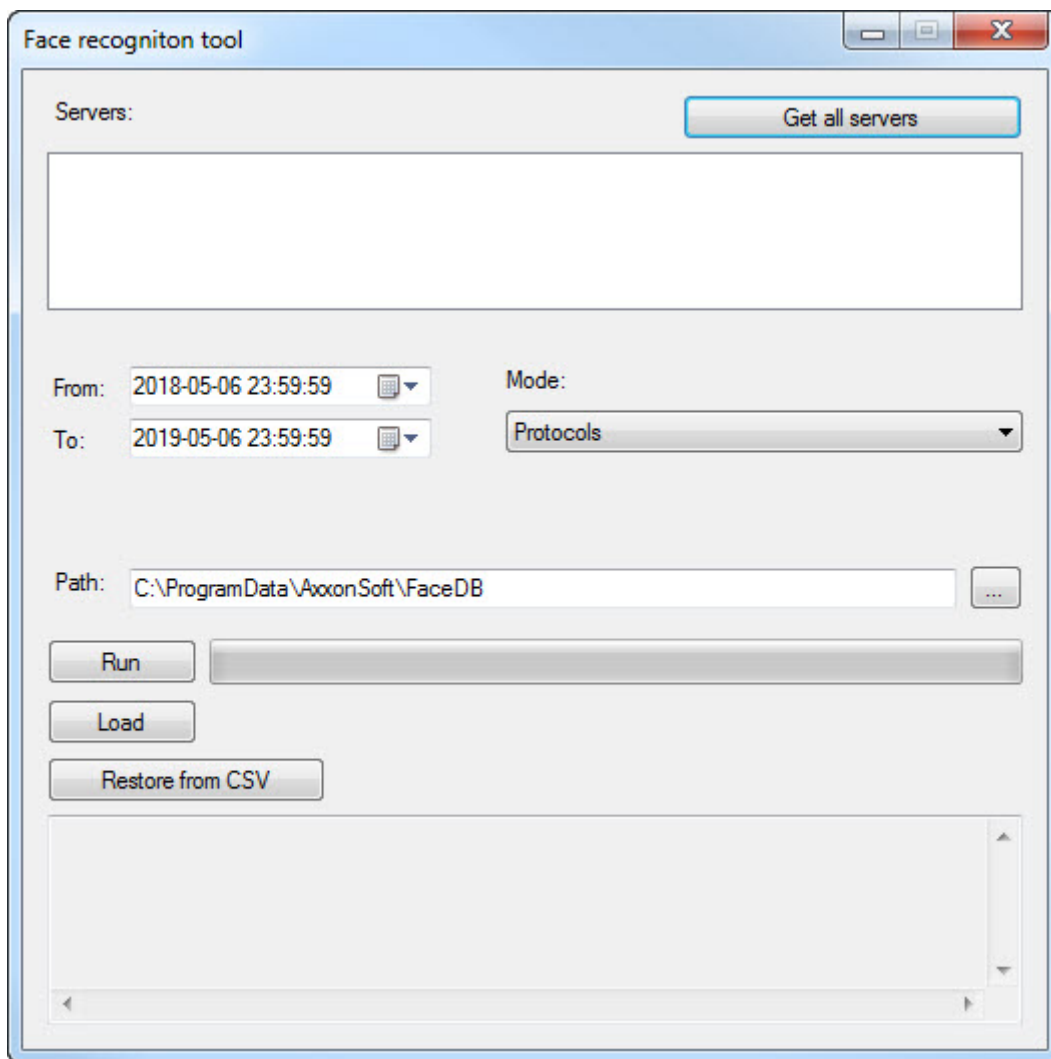 Face recogniton tool
Servers:
Get all servers
From:
2018-05-06 23:59:59
Mode:
To:
2019-05-06 23:59:59
Protocols
Path:
C:\ProgramData\AxxonSoft\FaceDB
...
Run
Load
Restore from CSV